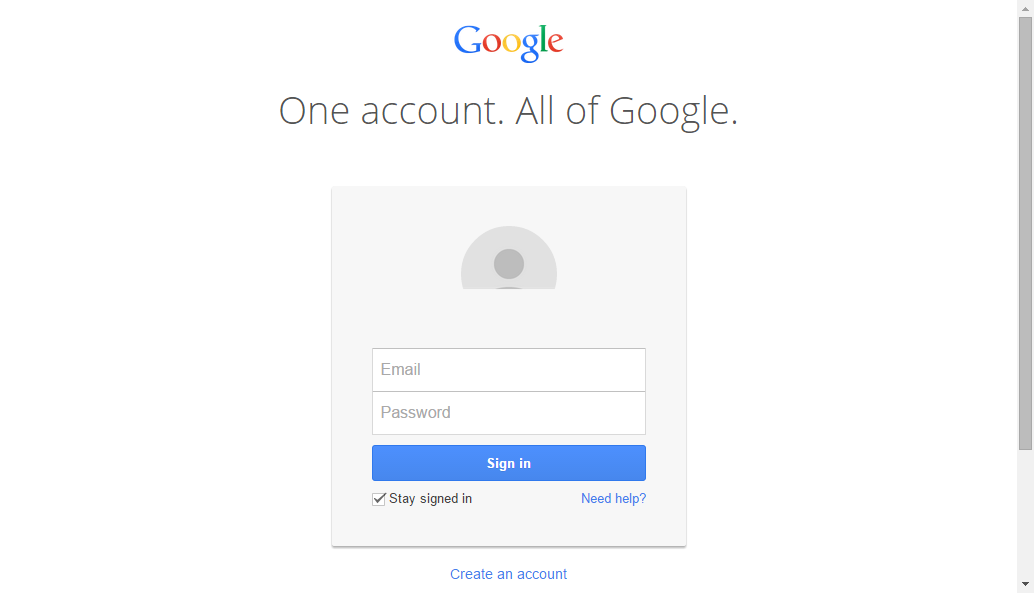 Google
One account. All of Google.
Email
Password
Sign in
Stay signed in
Need help?
Create an account